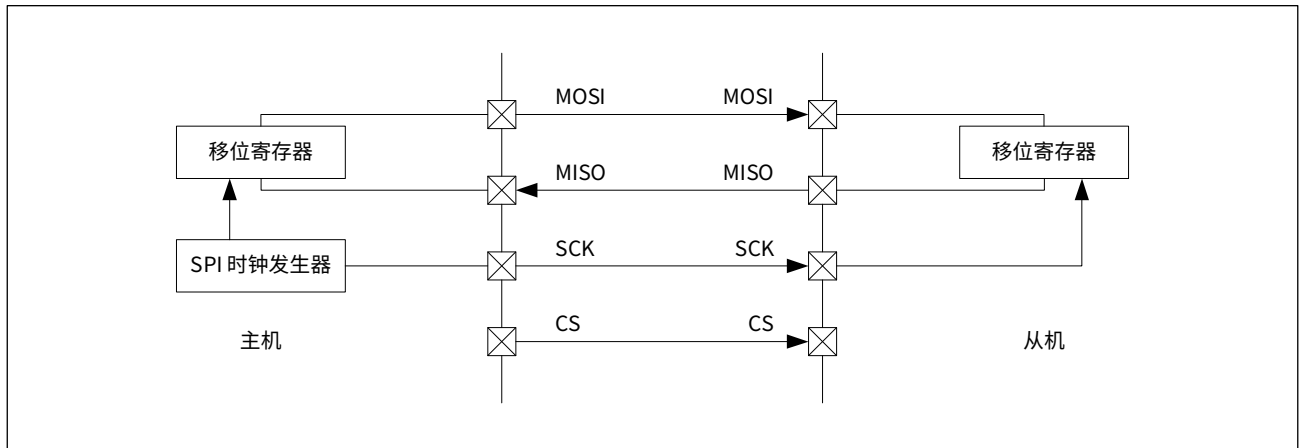 MOSI MOSI
移位寄存器 移位寄存器
MISO MISO
SPI 时钟发生器 SCK SCK
主机 CS CS 从机